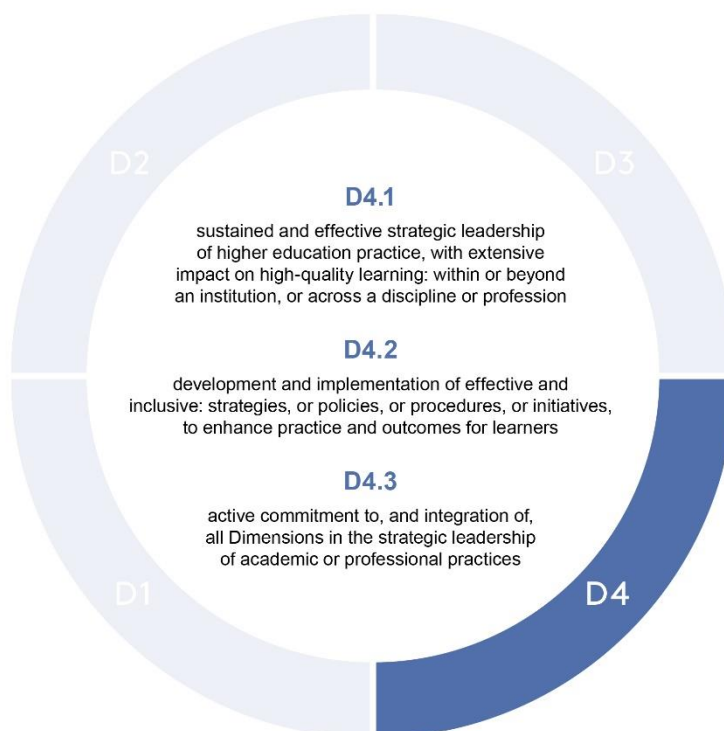 D2
D3
D4.1
sustained and effective strategic leadership
of higher education practice, with extensive
impact on high-quality learning: within or beyond
an institution, or across a discipline or profession
D4.2
development and implementation of effective and
inclusive: strategies, or policies, or procedures, or initiatives,
to enhance practice and outcomes for learners
D4.3
active commitment to, and integration of,
all Dimensions in the strategic leadership
of academic or professional practices
D1
D4